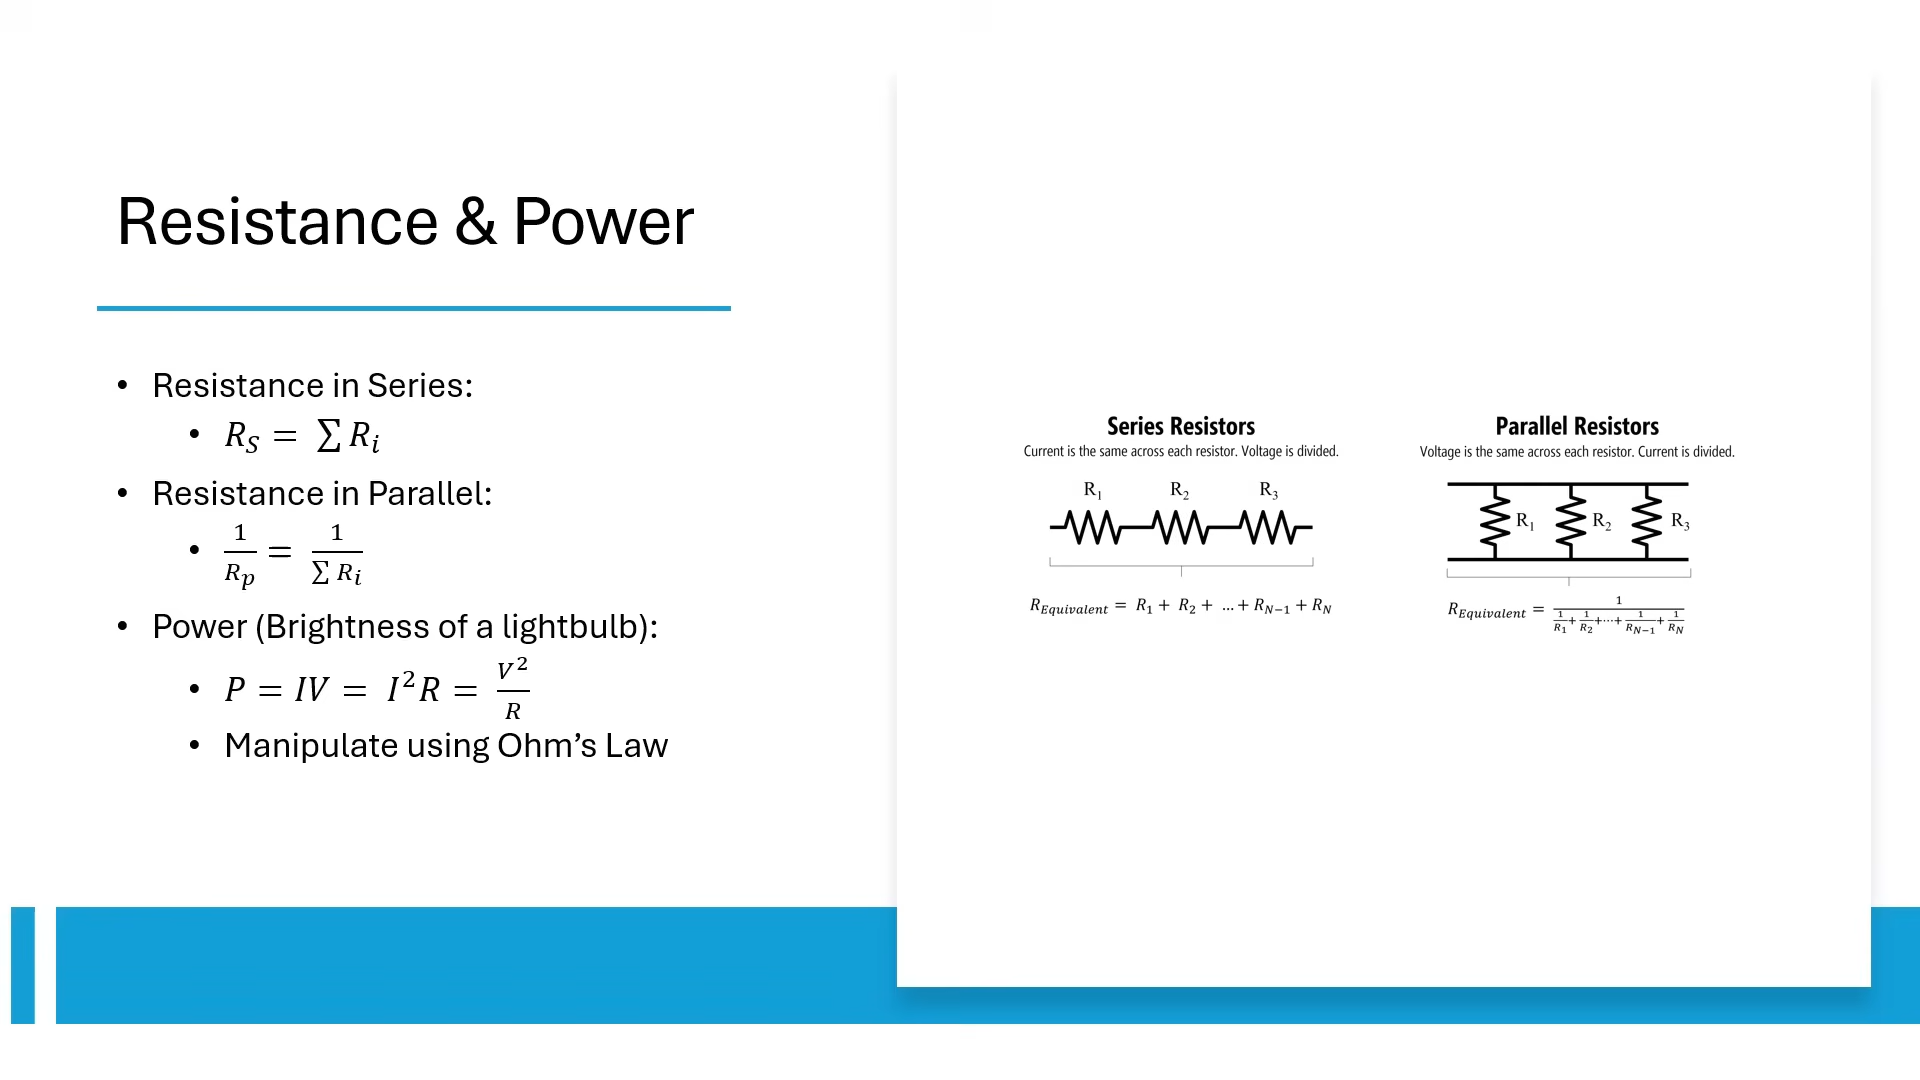 Resistance & Power
• Resistance in Series:
• R_S = ∑ R_i
• Resistance in Parallel:
• 1/R_p = 1/∑ R_i
• Power (Brightness of a lightbulb):
• P = IV = I²R = V²/R
• Manipulate using Ohm’s Law
Series Resistors
Current is the same across each resistor. Voltage is divided.
R₁ R₂ R₃
R_Equivalent = R₁ + R₂ + ... + R_N−1 + R_N
Parallel Resistors
Voltage is the same across each resistor. Current is divided.
R₁ R₂ R₃
R_Equivalent = 1/(1/R₁ + 1/R₂ + ⋯ + 1/R_N−1 + 1/R_N)